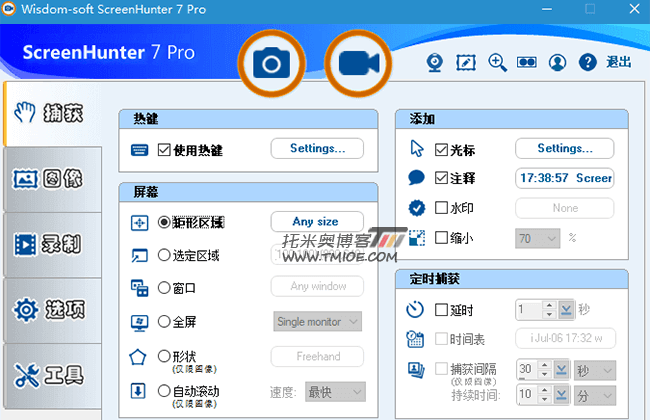 Wisdom-soft ScreenHunter 7 Pro
ScreenHunter 7 Pro
退出
捕获
图像
录制
选项
工具
热键
使用热键 Settings...
屏幕
矩形区域 Any size
选定区域
窗口 Any window
全屏 Single monitor
形状 Freehand
(仅限图像)
自动滚动 速度: 最快
(仅限图像)
添加
光标 Settings...
注释 17:38:57 Screer
水印 None
缩小 70 %
定时捕获
延时 1 秒
时间表 iJul-06 17:32 w
捕获间隔 30 秒
(仅限图像)
持续时间: 10 分
托米奥博客 TM
WWW.TMIOE.COM